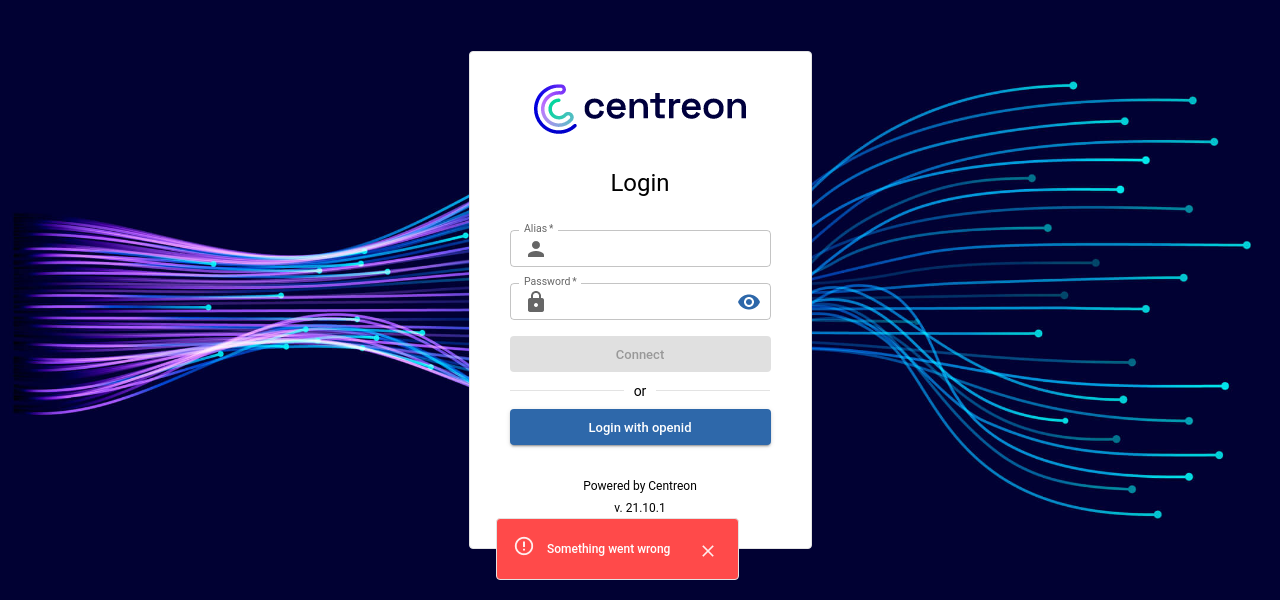 centreon
Login
Alias *
Password *
Connect
or
Login with openid
Powered by Centreon
v. 21.10.1
Something went wrong